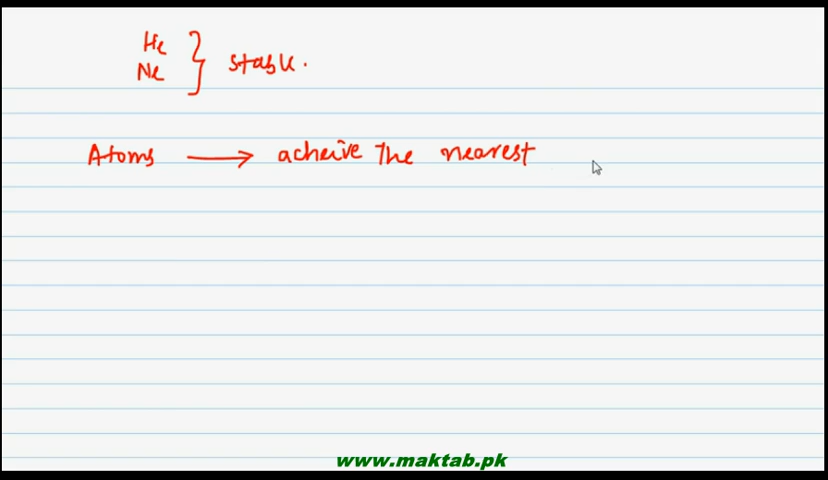 He
Ne } stable.
Atoms → acheive The nearest
www.maktab.pk